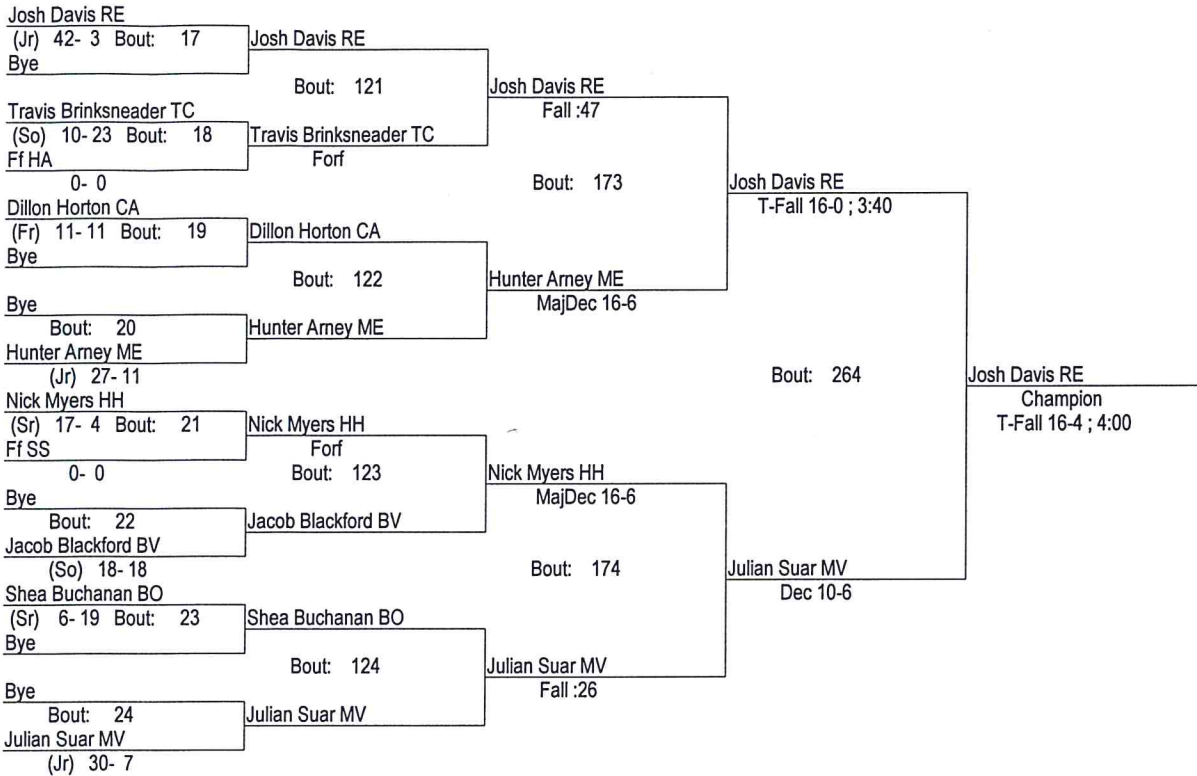 Josh Davis RE
(Jr) 42- 3 Bout: 17
Bye
Travis Brinksneader TC
(So) 10- 23 Bout: 18
Ff HA
0- 0
Dillon Horton CA
(Fr) 11- 11 Bout: 19
Bye
Bye
Bout: 20
Hunter Arney ME
(Jr) 27- 11
Nick Myers HH
(Sr) 17- 4 Bout: 21
Ff SS
0- 0
Bye
Bout: 22
Jacob Blackford BV
(So) 18- 18
Shea Buchanan BO
(Sr) 6- 19 Bout: 23
Bye
Bye
Bout: 24
Julian Suar MV
(Jr) 30- 7
Josh Davis RE
Bout: 121
Travis Brinksneader TC
Forf
Dillon Horton CA
Bout: 122
Hunter Arney ME
Nick Myers HH
Forf
Bout: 123
Jacob Blackford BV
Shea Buchanan BO
Bout: 124
Julian Suar MV
Josh Davis RE
Fall :47
Bout: 173
Hunter Arney ME
MajDec 16-6
Nick Myers HH
MajDec 16-6
Bout: 174
Julian Suar MV
Fall :26
Josh Davis RE
T-Fall 16-0 ; 3:40
Bout: 264
Julian Suar MV
Dec 10-6
Josh Davis RE
Champion
T-Fall 16-4 ; 4:00